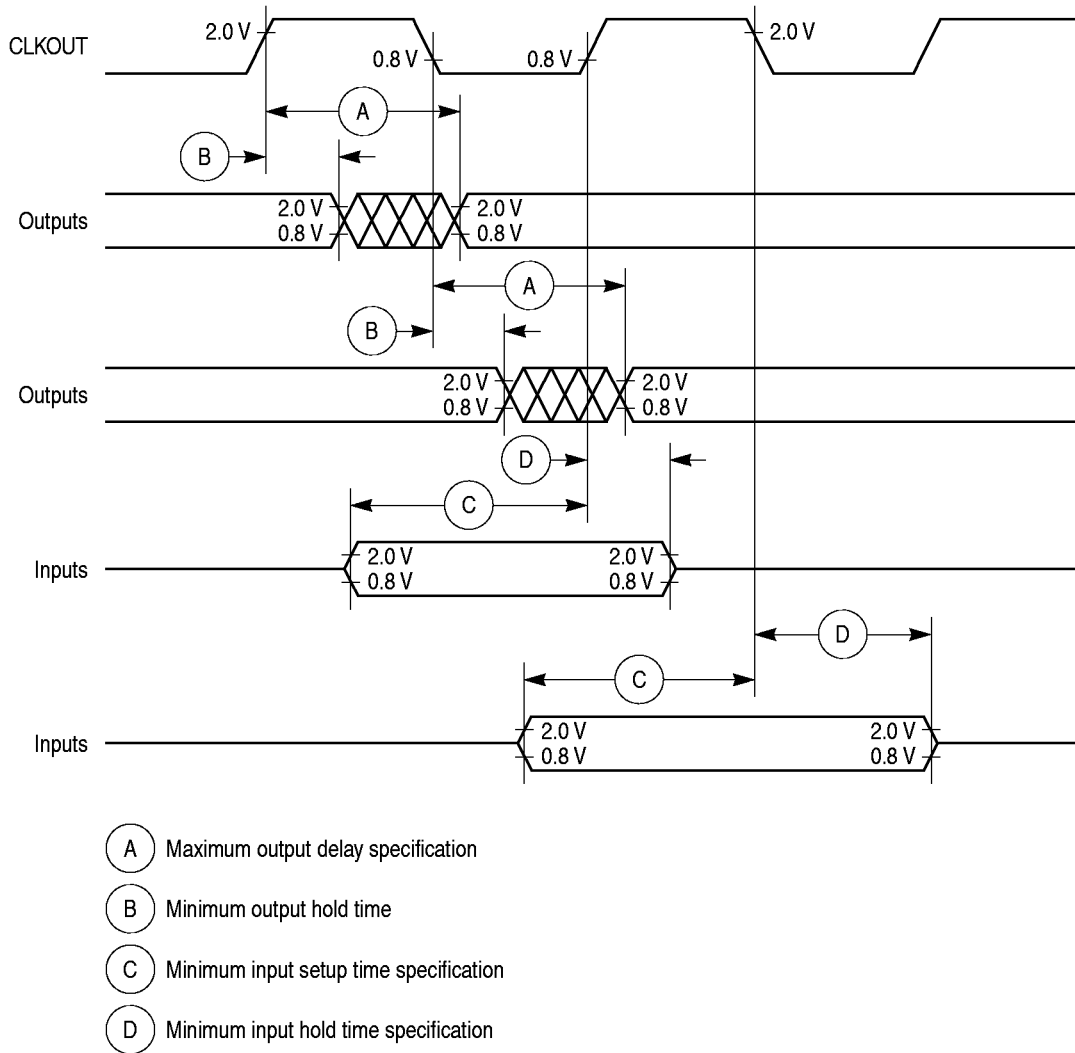 CLKOUT
2.0 V
0.8 V
0.8 V
2.0 V
A
B
Outputs
2.0 V
0.8 V
2.0 V
0.8 V
A
B
Outputs
2.0 V
0.8 V
2.0 V
0.8 V
D
C
Inputs
2.0 V
0.8 V
2.0 V
0.8 V
D
C
Inputs
2.0 V
0.8 V
2.0 V
0.8 V
A Maximum output delay specification
B Minimum output hold time
C Minimum input setup time specification
D Minimum input hold time specification